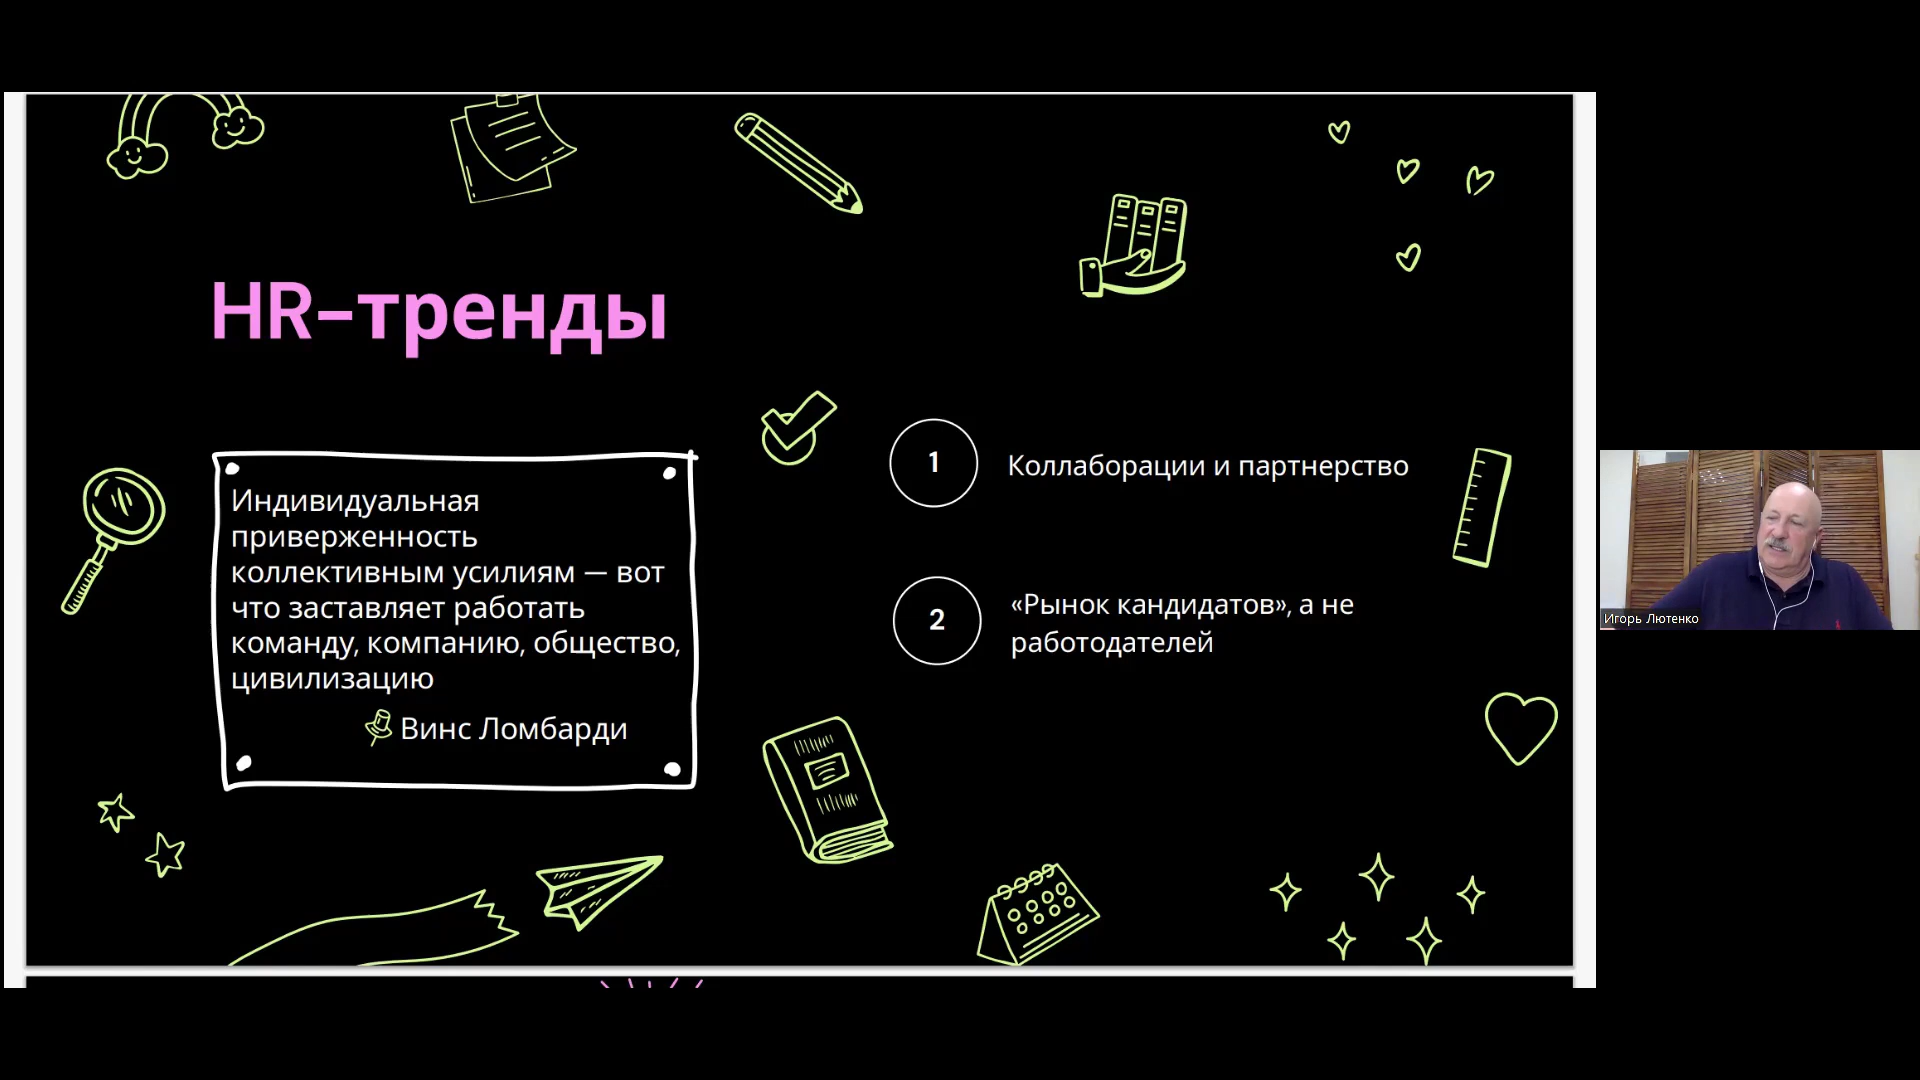 HR-тренды
Индивидуальная
приверженность
коллективным усилиям — вот
что заставляет работать
команду, компанию, общество,
цивилизацию
Винс Ломбарди
1
Коллаборации и партнерство
2
«Рынок кандидатов», а не
работодателей
Игорь Лютенко